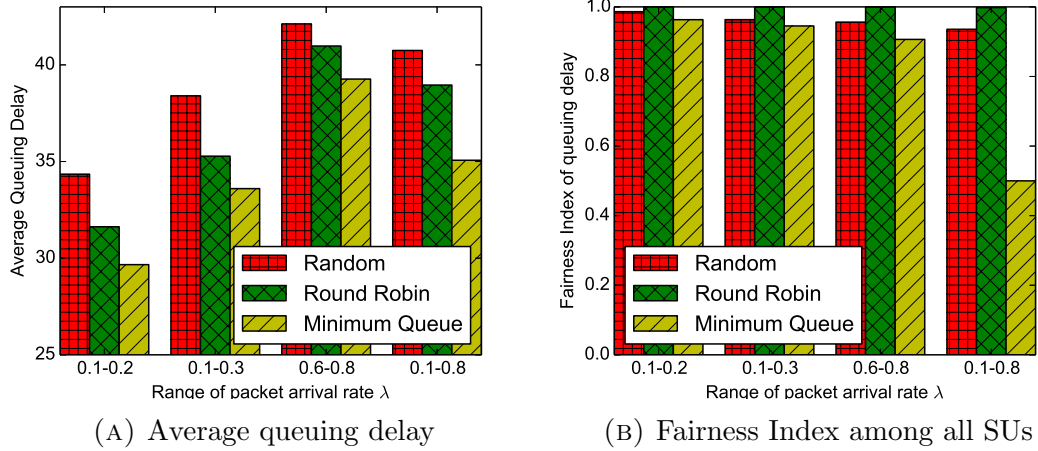 Average Queuing Delay
40
35
30
25
Random
Round Robin
Minimum Queue
0.1-0.2 0.1-0.3 0.6-0.8 0.1-0.8
Range of packet arrival rate λ
(A) Average queuing delay
Fairness Index of queuing delay
1.0
0.8
0.6
0.4
0.2
0.0
Random
Round Robin
Minimum Queue
0.1-0.2 0.1-0.3 0.6-0.8 0.1-0.8
Range of packet arrival rate λ
(B) Fairness Index among all SUs